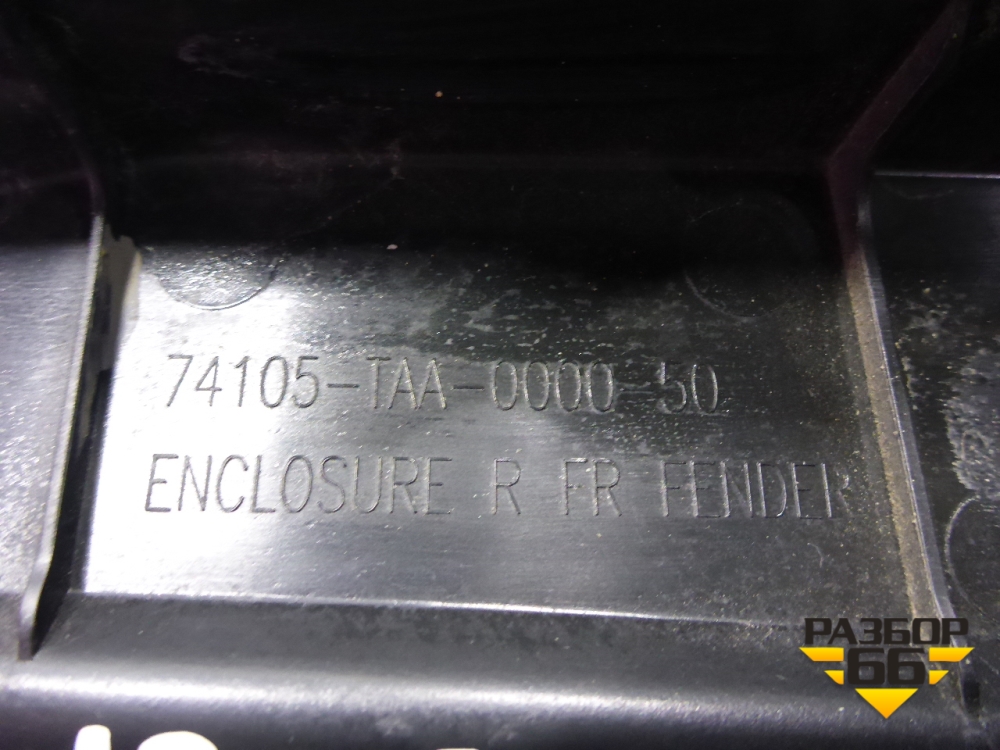 74105-TAA-0000-50
ENCLOSURE R FR FENDER
РАЗБОР
66